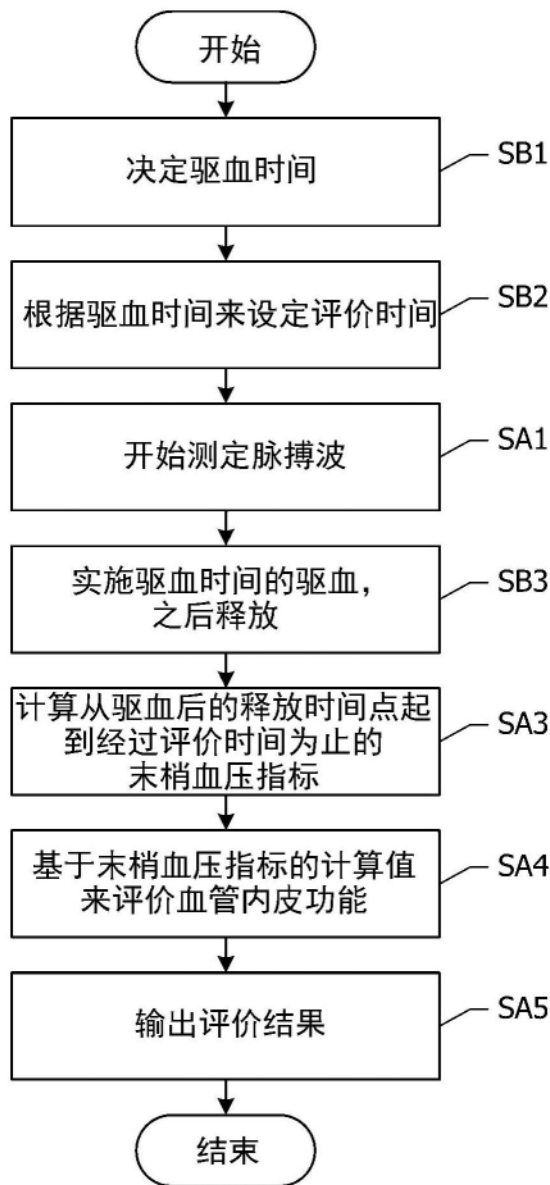 开始
决定驱血时间
SB1
根据驱血时间来设定评价时间
SB2
开始测定脉搏波
SA1
实施驱血时间的驱血，
之后释放
SB3
计算从驱血后的释放时间点起
到经过评价时间为止的
末梢血压指标
SA3
基于末梢血压指标的计算值
来评价血管内皮功能
SA4
输出评价结果
SA5
结束